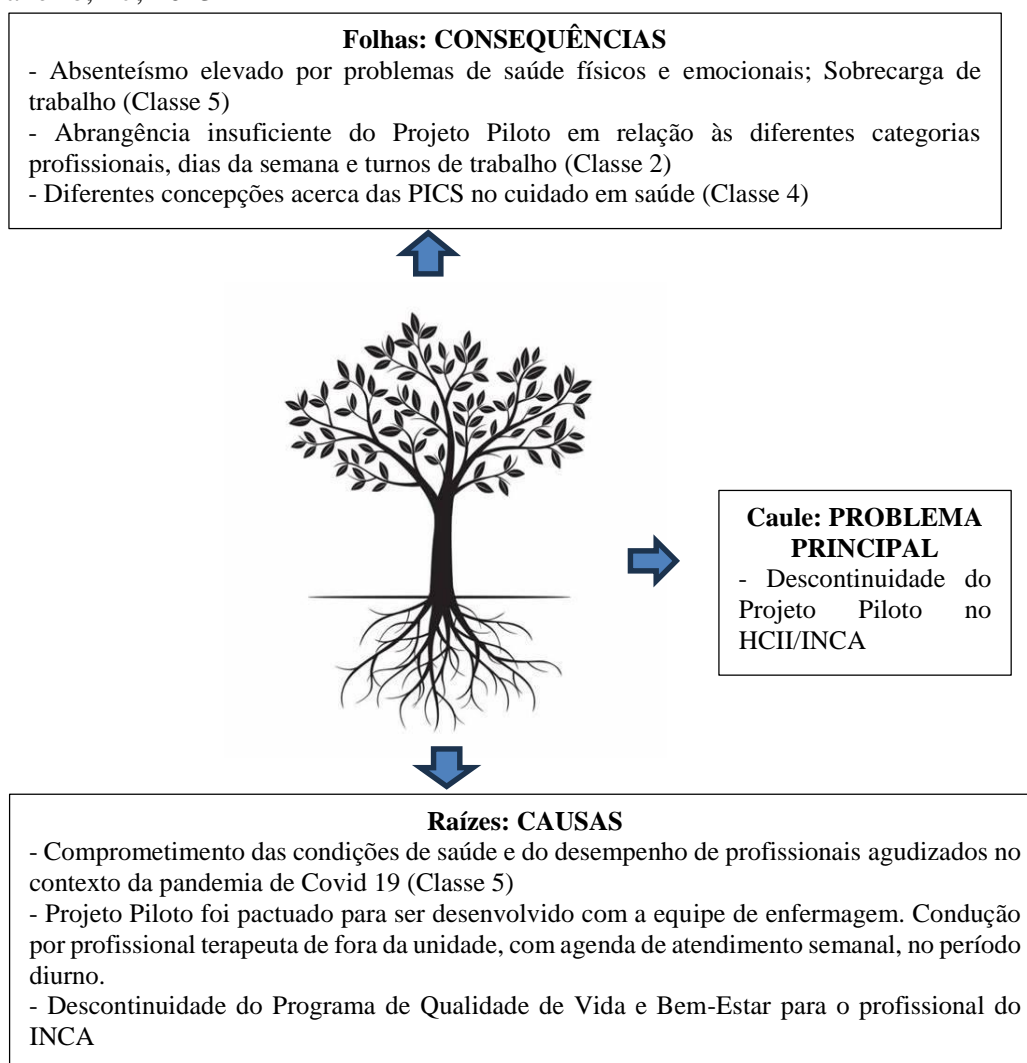 Folhas: CONSEQUÊNCIAS
- Absenteísmo elevado por problemas de saúde físicos e emocionais; Sobrecarga de
trabalho (Classe 5)
- Abrangência insuficiente do Projeto Piloto em relação às diferentes categorias
profissionais, dias da semana e turnos de trabalho (Classe 2)
- Diferentes concepções acerca das PICS no cuidado em saúde (Classe 4)
Caule: PROBLEMA
PRINCIPAL
- Descontinuidade do
Projeto Piloto no
HCII/INCA
Raízes: CAUSAS
- Comprometimento das condições de saúde e do desempenho de profissionais agudizados no
contexto da pandemia de Covid 19 (Classe 5)
- Projeto Piloto foi pactuado para ser desenvolvido com a equipe de enfermagem. Condução
por profissional terapeuta de fora da unidade, com agenda de atendimento semanal, no período
diurno.
- Descontinuidade do Programa de Qualidade de Vida e Bem-Estar para o profissional do
INCA